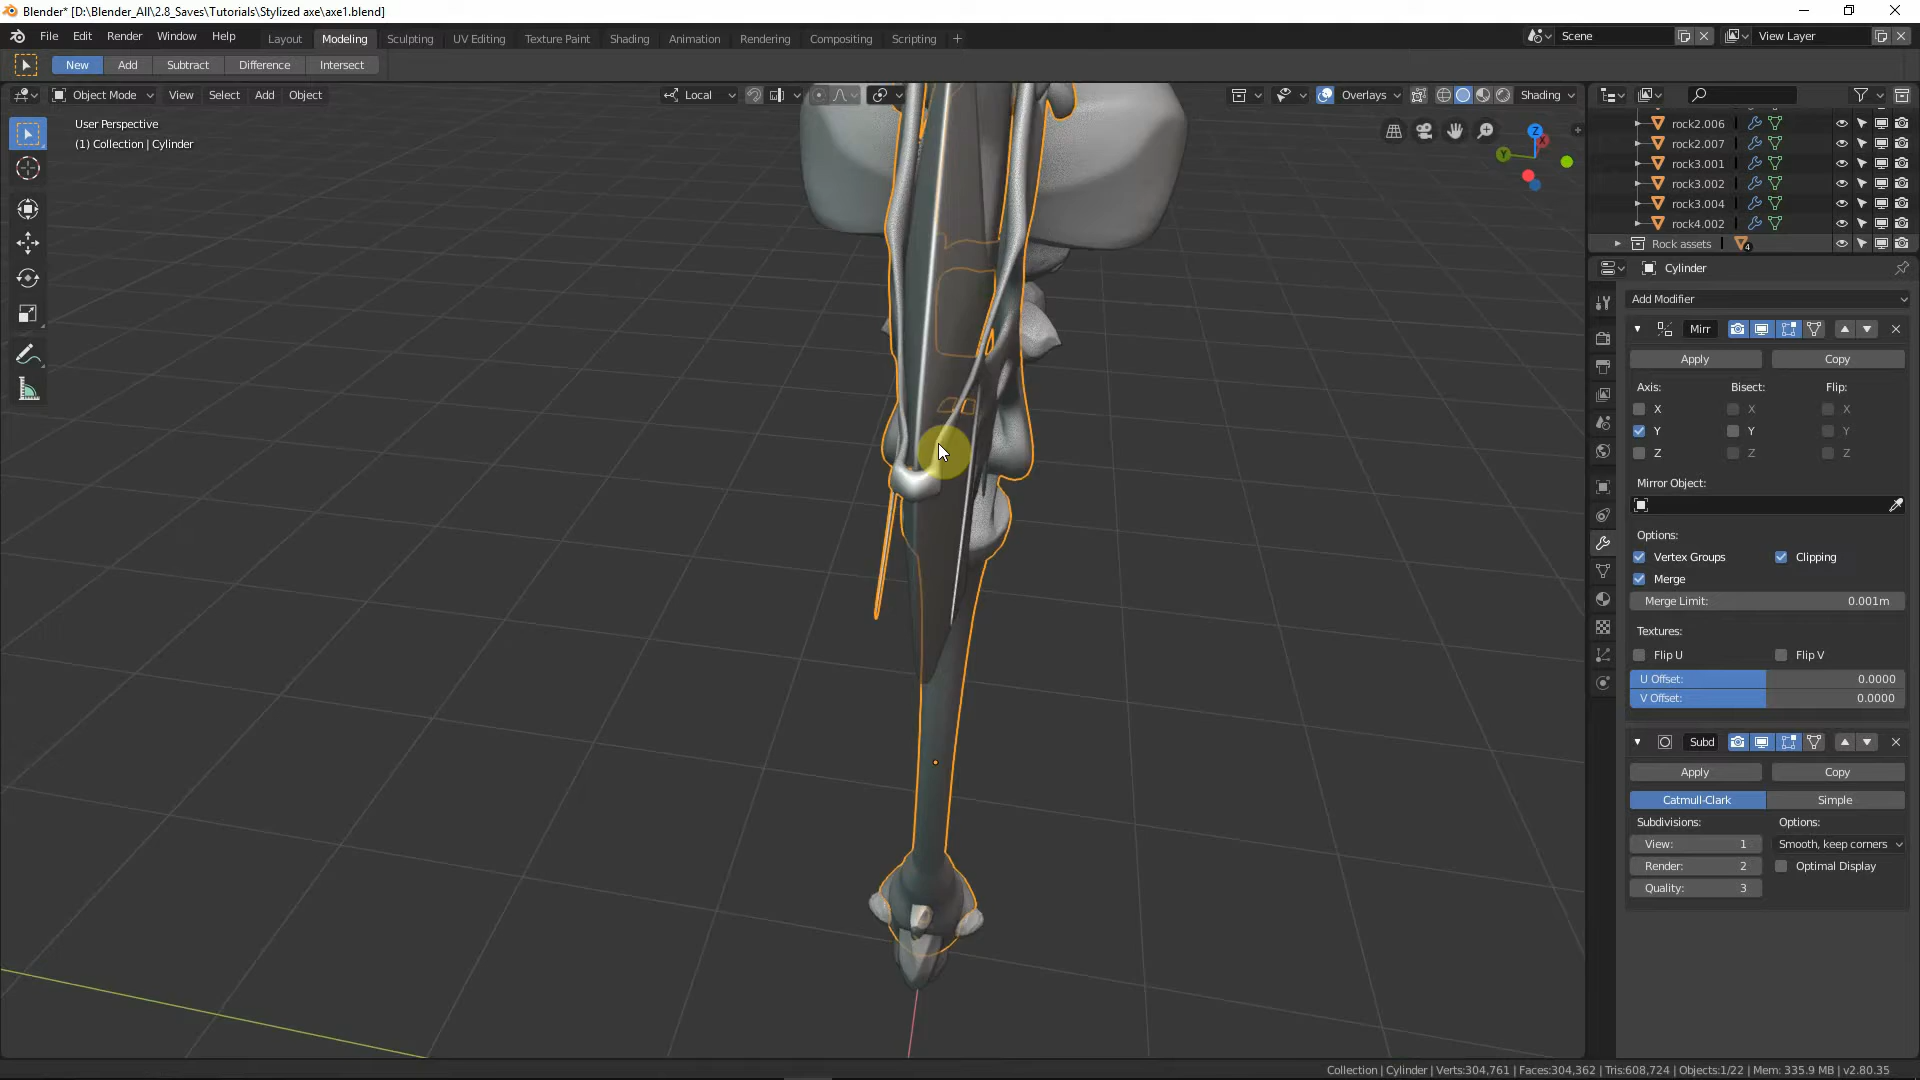 Blender* [D:\Blender_All\2.8_Saves\Tutorials\Stylized axe\axe1.blend]
File Edit Render Window Help Layout Modeling Sculpting UV Editing Texture Paint Shading Animation Rendering Compositing Scripting + Scene View Layer
New Add Subtract Difference Intersect
Object Mode View Select Add Object Local Overlays Shading
User Perspective
(1) Collection | Cylinder
Z
X
Y
rock2.006
rock2.007
rock3.001
rock3.002
rock3.004
rock4.002
Rock assets 4
Cylinder
Add Modifier
Mirr
Apply Copy
Axis: Bisect: Flip:
X X X
Y Y Y
Z Z Z
Mirror Object:
Options:
Vertex Groups Clipping
Merge
Merge Limit: 0.001m
Textures:
Flip U Flip V
U Offset: 0.0000
V Offset: 0.0000
Subd
Apply Copy
Catmull-Clark Simple
Subdivisions: Options:
View: 1 Smooth, keep corners
Render: 2 Optimal Display
Quality: 3
Collection | Cylinder | Verts:304,761 | Faces:304,362 | Tris:608,724 | Objects:1/22 | Mem: 335.9 MB | v2.80.35